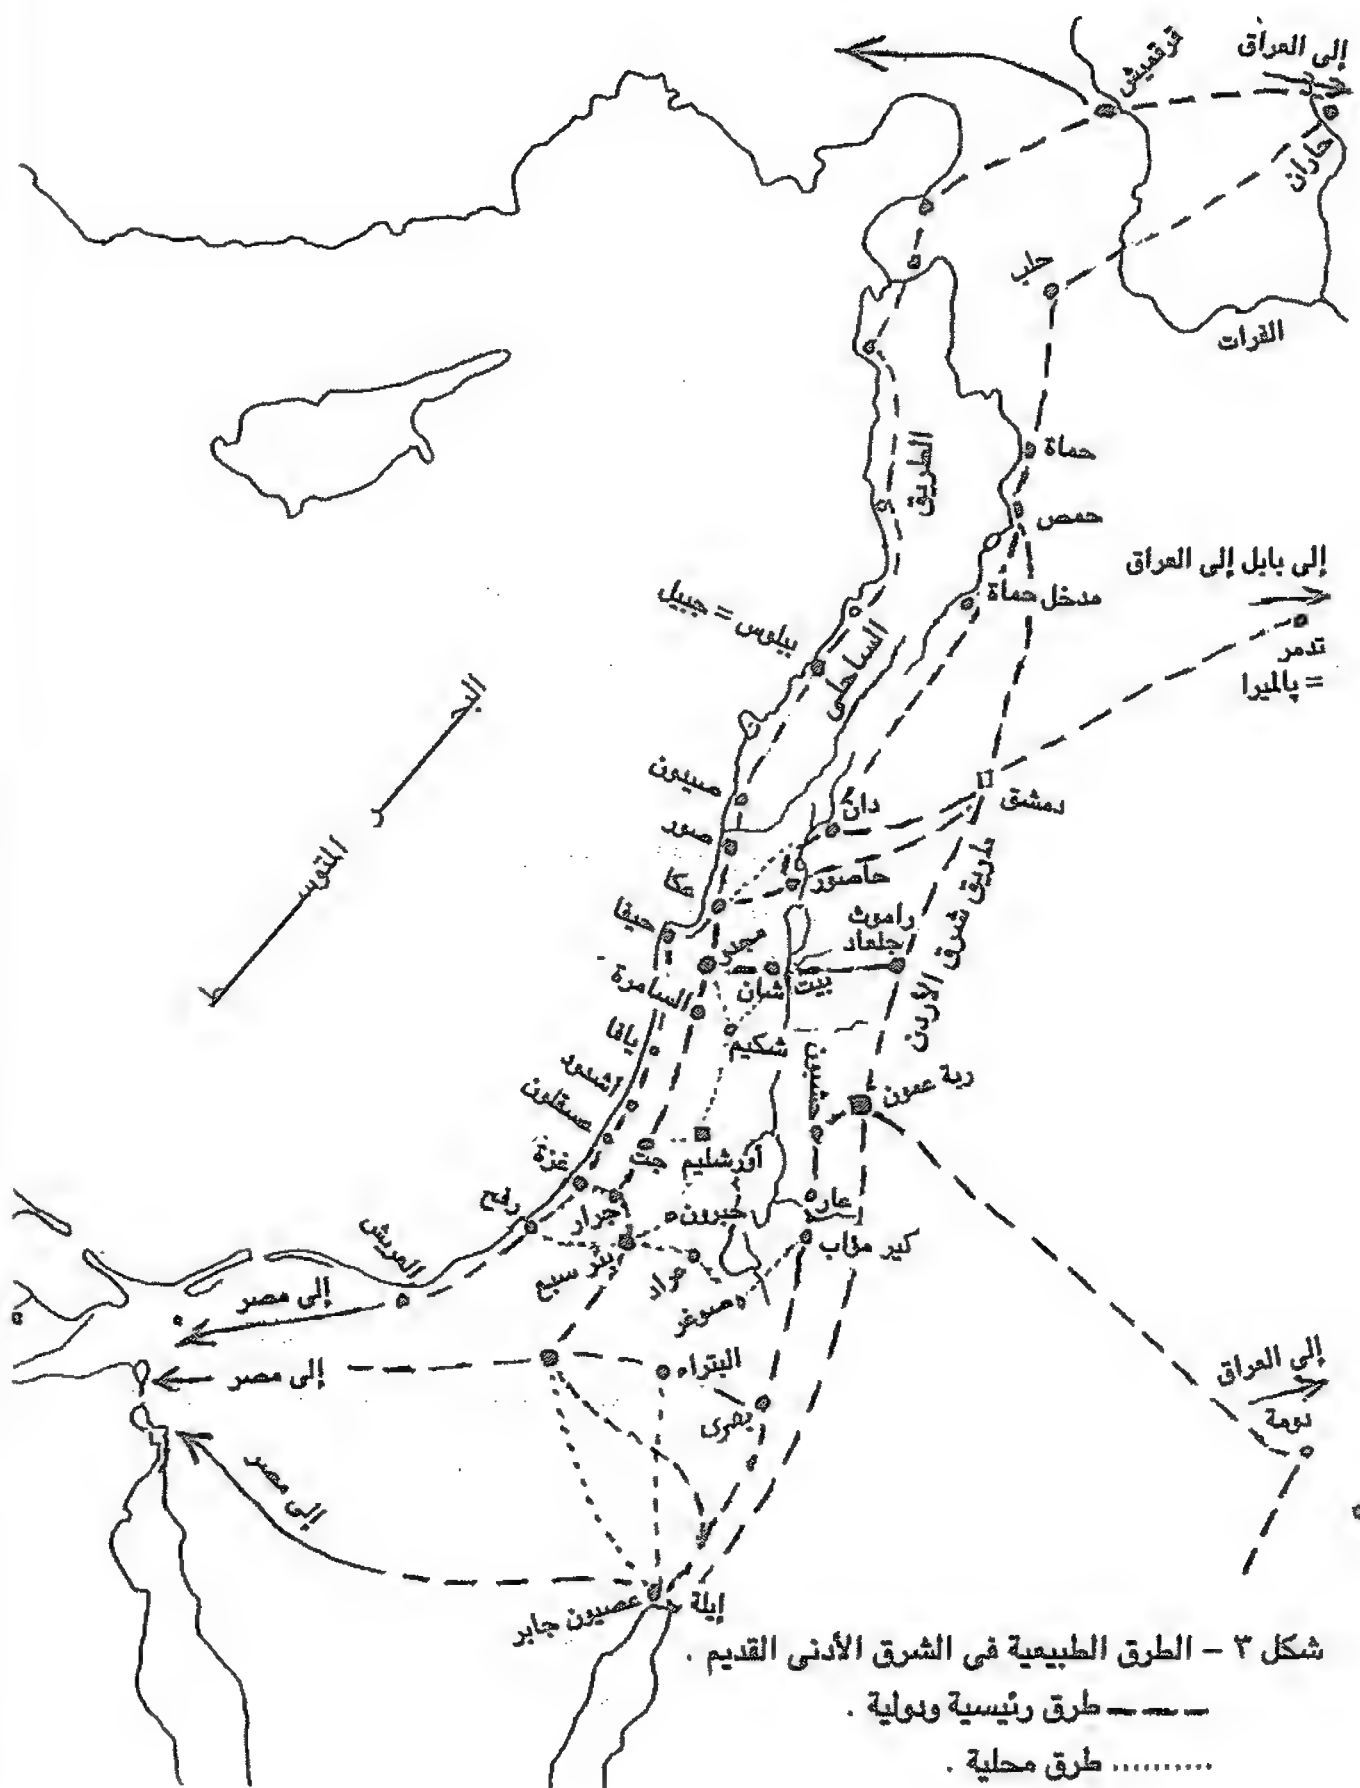 إلى العراق
قرقميش
حاران
حلب
الفرات
حماة
حمص
مدخل حماة
الطريق
الساحلى
إلى بابل إلى العراق
تدمر
= پالميرا
بيلوس = جبيل
البحر
المتوسط
صيدون
صور
عكا
حيفا
دان
دمشق
حاصور
طريق شرق الأردن
راموث
جلعاد
مجدو
بيت شان
السامرة
شكيم
يافا
أشدود
عسقلون
غزة
رفح
العريش
حشبون
ربة عمون
أورشليم
جت
جرار
حبرون
عار
كير مؤاب
بئر سبع
عراد
صوغر
إلى مصر
إلى مصر
البتراء
بصرى
إلى العراق
دومة
إلى مصر
عصيون جابر
إيلة
شكل ٣ – الطرق الطبيعية فى الشرق الأدنى القديم .
طرق رئيسية ودولية .
طرق محلية .